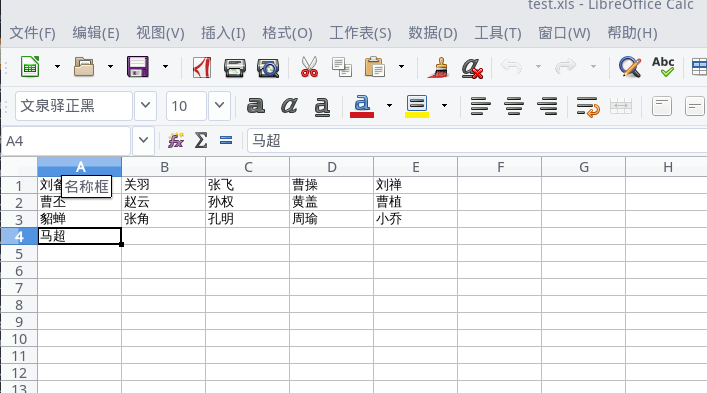 test.xls - LibreOffice Calc
文件(F) 编辑(E) 视图(V) 插入(I) 格式(O) 工作表(S) 数据(D) 工具(T) 窗口(W) 帮助(H)
Abc
文泉驿正黑 10 a a a a
A4 fx Σ = 马超
A B C D E F G H
1 刘备 关羽 张飞 曹操 刘禅
名称框
2 曹丕 赵云 孙权 黄盖 曹植
3 貂蝉 张角 孔明 周瑜 小乔
4 马超
5
6
7
8
9
10
11
12
13